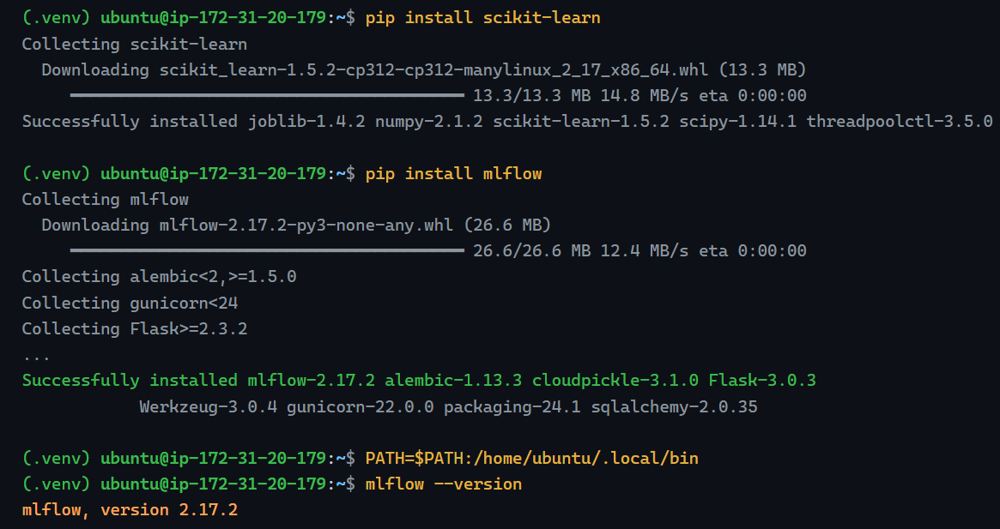 (.venv) ubuntu@ip-172-31-20-179:~$ pip install scikit-learn
Collecting scikit-learn
  Downloading scikit_learn-1.5.2-cp312-cp312-manylinux_2_17_x86_64.whl (13.3 MB)
     ━━━━━━━━━━━━━━━━━━━━━━━━━━━━━━━━━━━━━━━━ 13.3/13.3 MB 14.8 MB/s eta 0:00:00
Successfully installed joblib-1.4.2 numpy-2.1.2 scikit-learn-1.5.2 scipy-1.14.1 threadpoolctl-3.5.0

(.venv) ubuntu@ip-172-31-20-179:~$ pip install mlflow
Collecting mlflow
  Downloading mlflow-2.17.2-py3-none-any.whl (26.6 MB)
     ━━━━━━━━━━━━━━━━━━━━━━━━━━━━━━━━━━━━━━━━ 26.6/26.6 MB 12.4 MB/s eta 0:00:00
Collecting alembic<2,>=1.5.0
Collecting gunicorn<24
Collecting Flask>=2.3.2
...
Successfully installed mlflow-2.17.2 alembic-1.13.3 cloudpickle-3.1.0 Flask-3.0.3
            Werkzeug-3.0.4 gunicorn-22.0.0 packaging-24.1 sqlalchemy-2.0.35

(.venv) ubuntu@ip-172-31-20-179:~$ PATH=$PATH:/home/ubuntu/.local/bin
(.venv) ubuntu@ip-172-31-20-179:~$ mlflow --version
mlflow, version 2.17.2